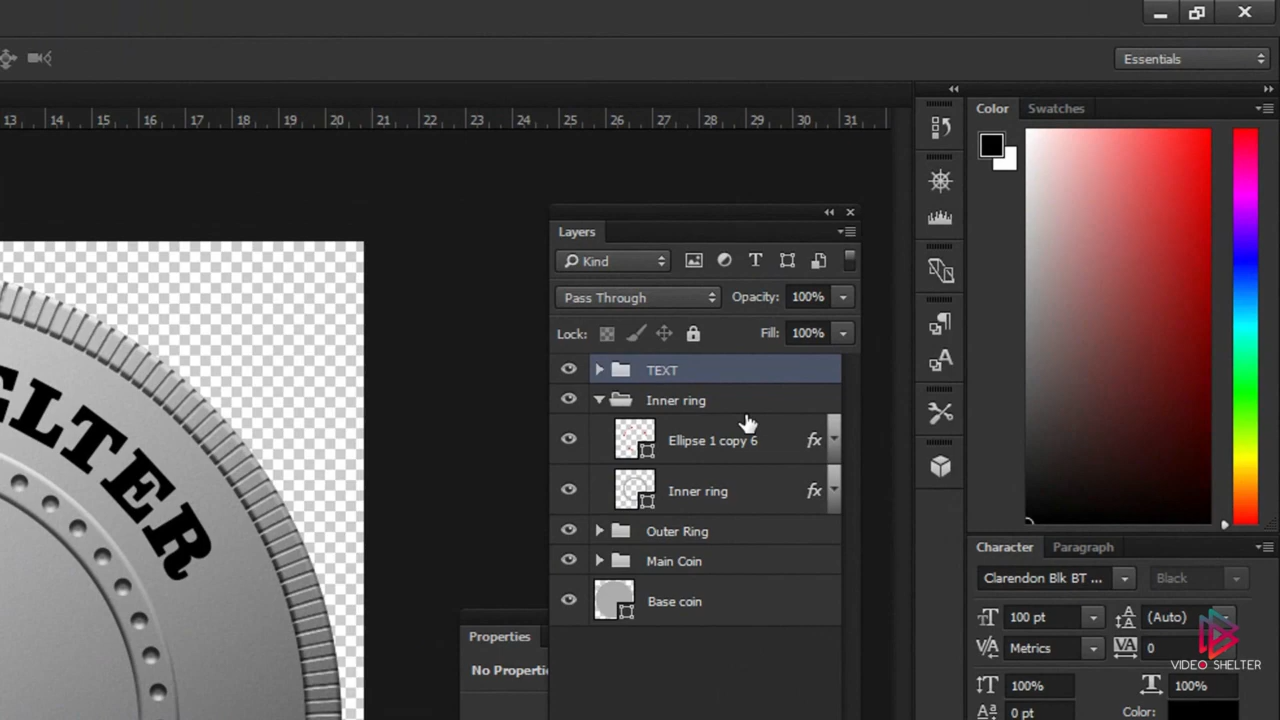 Essentials
13 14 15 16 17 18 19 20 21 22 23 24 25 26 27 28 29 30 31
Color Swatches
Layers
Kind
T
Pass Through Opacity: 100%
Lock: Fill: 100%
TEXT
Inner ring
Ellipse 1 copy 6 fx
Inner ring fx
Outer Ring
Main Coin
Base coin
ELTER
Properties
No Properti
Character Paragraph
Clarendon Blk BT ... Black
100 pt (Auto)
Metrics VA 0
100% 100%
0 pt Color:
VIDEO SHELTER